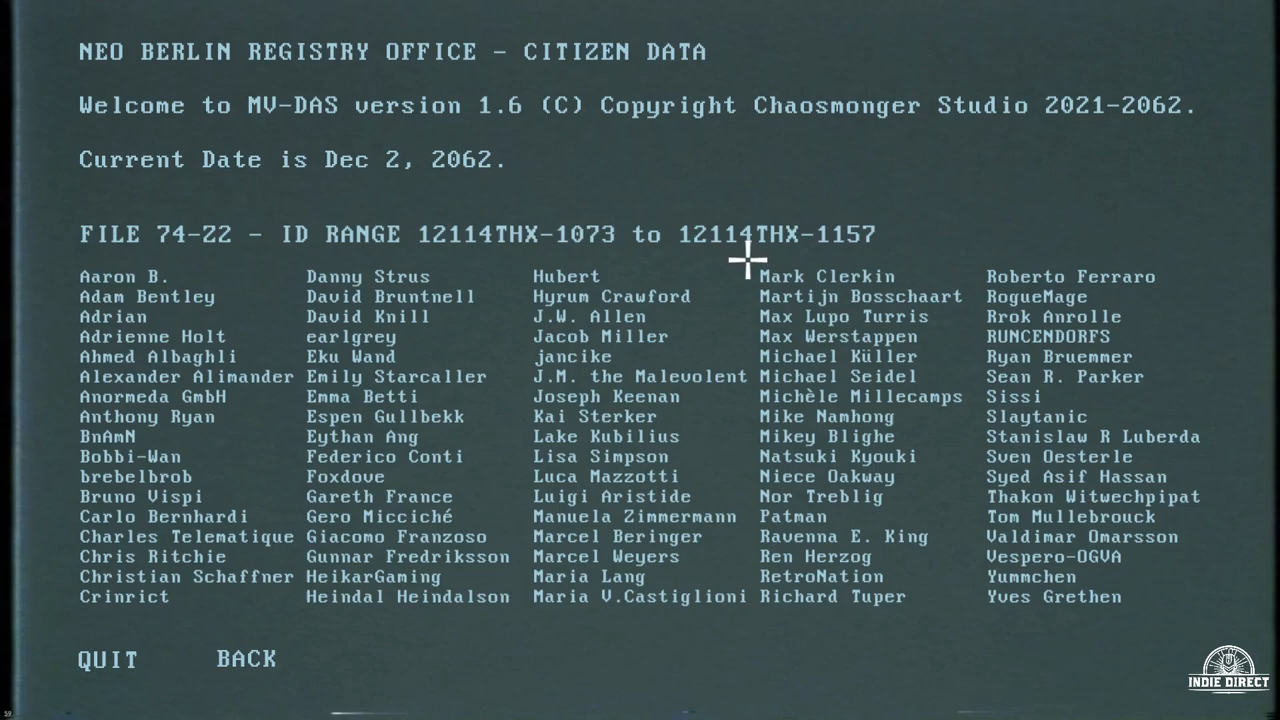 NEO BERLIN REGISTRY OFFICE - CITIZEN DATA
Welcome to MV-DAS version 1.6 (C) Copyright Chaosmonger Studio 2021-2062.
Current Date is Dec 2, 2062.
FILE 74-Z2 - ID RANGE 12114THX-1073 to 12114THX-1157
Aaron B.
Adam Bentley
Adrian
Adrienne Holt
Ahmed Albaghli
Alexander Alimander
Anormeda GmbH
Anthony Ryan
BnAmN
Bobbi-Wan
brebelbrob
Bruno Vispi
Carlo Bernhardi
Charles Telematique
Chris Ritchie
Christian Schaffner
Crinrict
Danny Strus
David Bruntnell
David Knill
earlgrey
Eku Wand
Emily Starcaller
Emma Betti
Espen Gullbekk
Eythan Ang
Federico Conti
Foxdove
Gareth France
Gero Micciché
Giacomo Franzoso
Gunnar Fredriksson
HeikarGaming
Heindal Heindalson
Hubert
Hyrum Crawford
J.W. Allen
Jacob Miller
jancike
J.M. the Malevolent
Joseph Keenan
Kai Sterker
Lake Kubilius
Lisa Simpson
Luca Mazzotti
Luigi Aristide
Manuela Zimmermann
Marcel Beringer
Marcel Weyers
Maria Lang
Maria V.Castiglioni
Mark Clerkin
Martijn Bosschaart
Max Lupo Turris
Max Werstappen
Michael Küller
Michael Seidel
Michèle Millecamps
Mike Namhong
Mikey Blighe
Natsuki Kyouki
Niece Oakway
Nor Treblig
Patman
Ravenna E. King
Ren Herzog
RetroNation
Richard Tuper
Roberto Ferraro
RogueMage
Rrok Anrolle
RUNCENDORFS
Ryan Bruemmer
Sean R. Parker
Sissi
Slaytanic
Stanislaw R Luberda
Sven Oesterle
Syed Asif Hassan
Thakon Witwechpipat
Tom Mullebrouck
Valdimar Omarsson
Vespero-OGVA
Yummchen
Yves Grethen
QUIT BACK
INDIE DIRECT
59